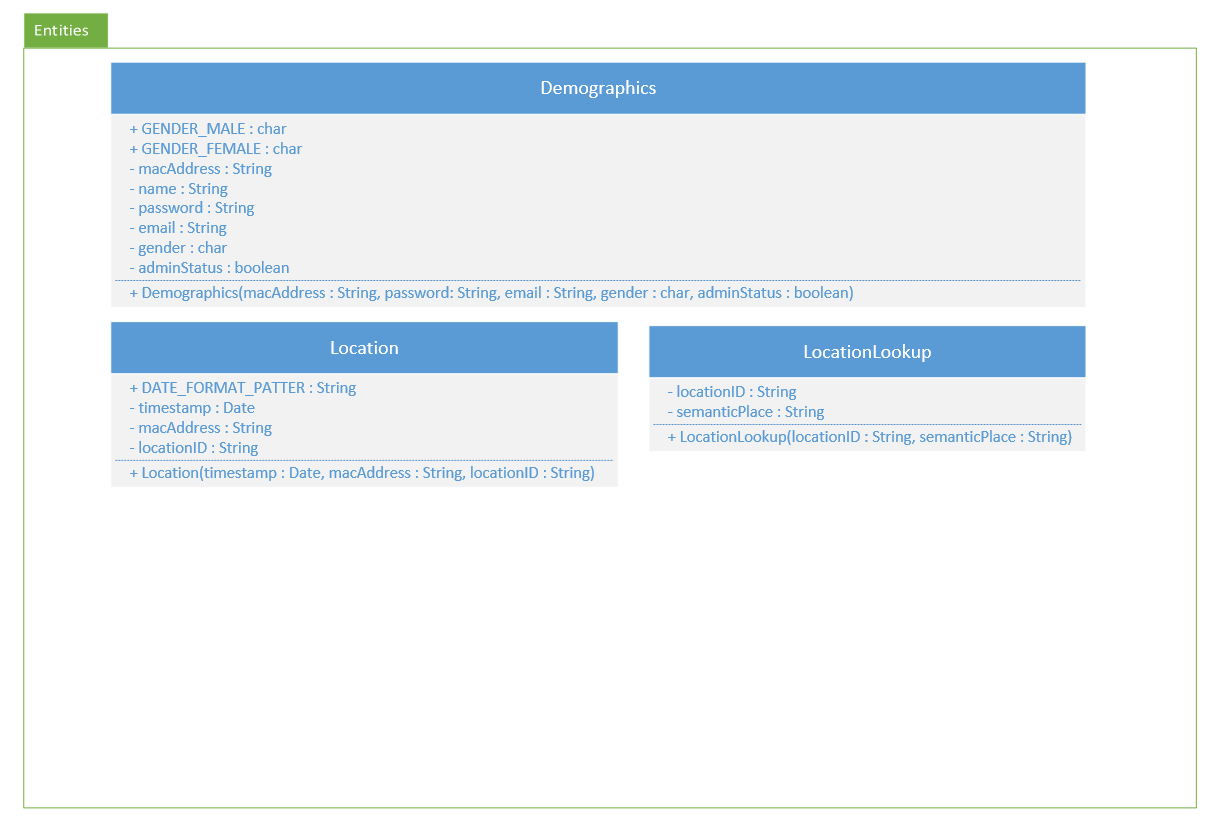 Entities
Demographics
+ GENDER_MALE : char
+ GENDER_FEMALE : char
- macAddress : String
- name : String
- password : String
- email : String
- gender : char
- adminStatus : boolean
+ Demographics(macAddress : String, password: String, email : String, gender : char, adminStatus : boolean)
Location
+ DATE_FORMAT_PATTER : String
- timestamp : Date
- macAddress : String
- locationID : String
+ Location(timestamp : Date, macAddress : String, locationID : String)
LocationLookup
- locationID : String
- semanticPlace : String
+ LocationLookup(locationID : String, semanticPlace : String)